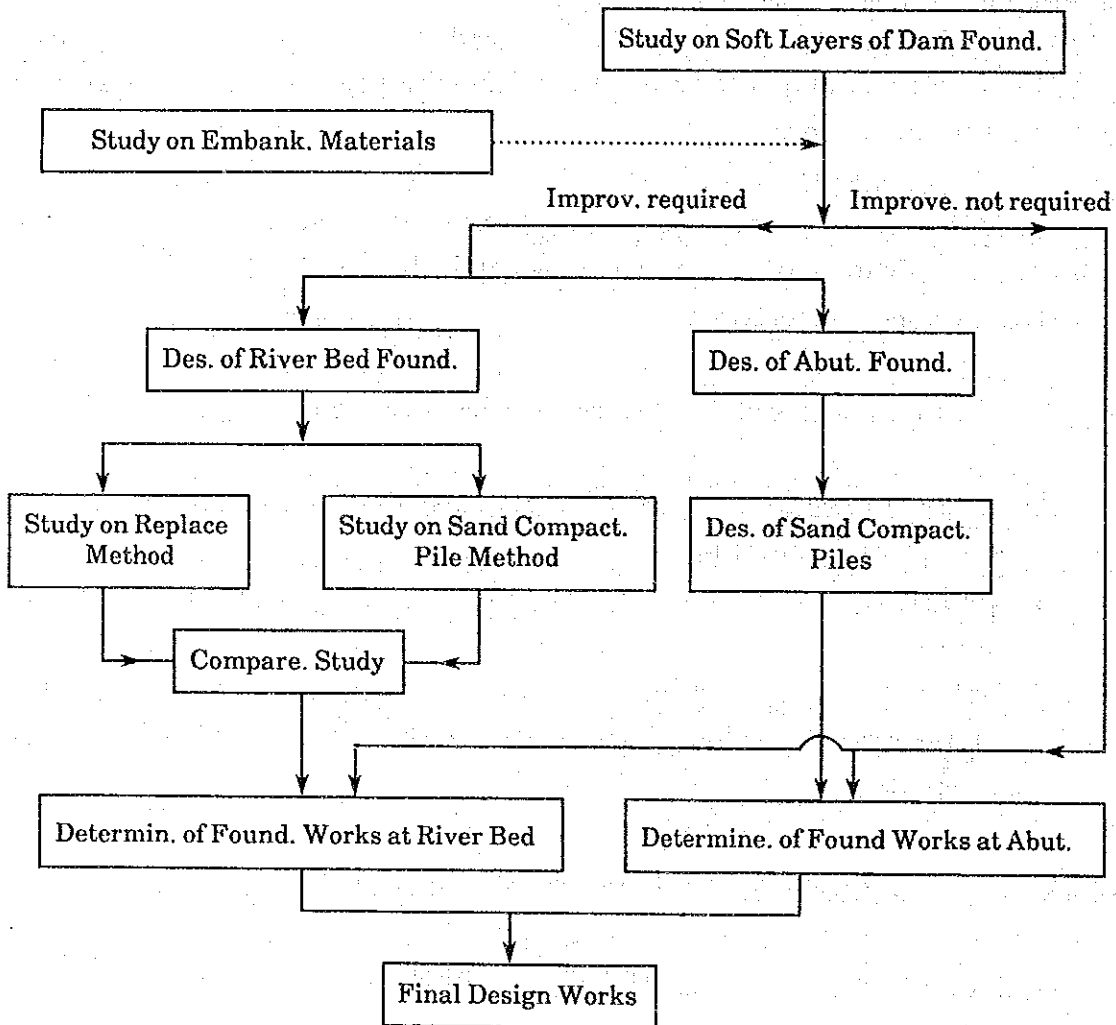 Study on Soft Layers of Dam Found.
Study on Embank. Materials
Improv. required
Improve. not required
Des. of River Bed Found.
Des. of Abut. Found.
Study on Replace
Method
Study on Sand Compact.
Pile Method
Des. of Sand Compact.
Piles
Compare. Study
Determin. of Found. Works at River Bed
Determine. of Found Works at Abut.
Final Design Works